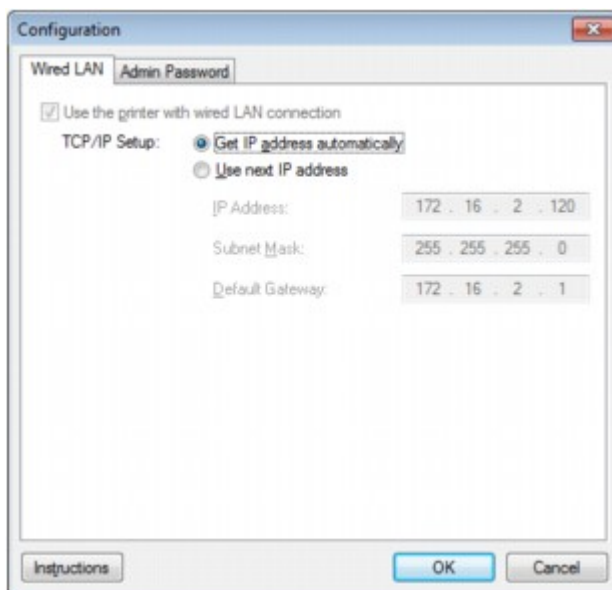 Configuration
Wired LAN Admin Password
Use the printer with wired LAN connection
TCP/IP Setup: Get IP address automatically
Use next IP address
IP Address: 172 . 16 . 2 . 120
Subnet Mask: 255 . 255 . 255 . 0
Default Gateway: 172 . 16 . 2 . 1
Instructions OK Cancel